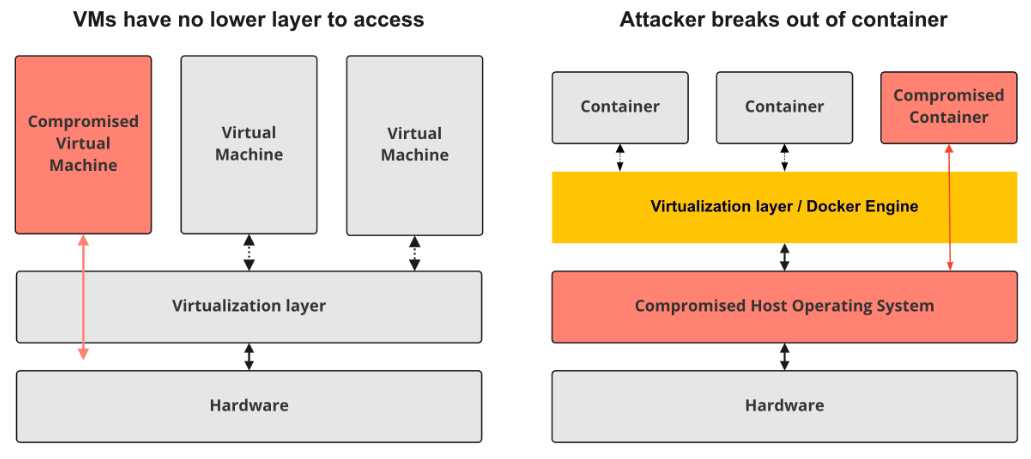 VMs have no lower layer to access
Compromised
Virtual
Machine
Virtual
Machine
Virtual
Machine
Virtualization layer
Hardware
Attacker breaks out of container
Container
Container
Compromised
Container
Virtualization layer / Docker Engine
Compromised Host Operating System
Hardware